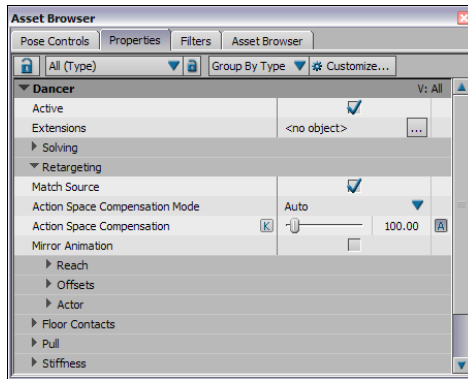 Asset Browser
Pose Controls Properties Filters Asset Browser
All (Type) Group By Type Customize...
Dancer V: All
Active
Extensions <no object> ...
Solving
Retargeting
Match Source
Action Space Compensation Mode Auto
Action Space Compensation K 100.00 A
Mirror Animation
Reach
Offsets
Actor
Floor Contacts
Pull
Stiffness